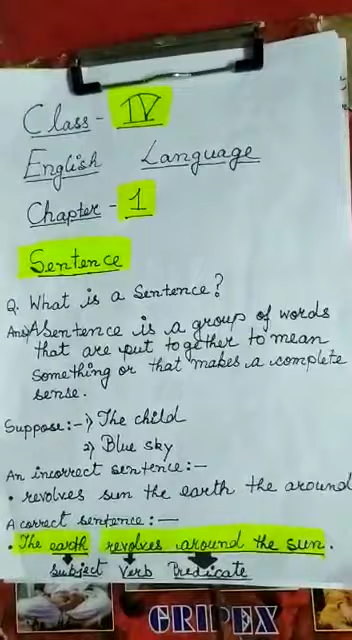 Class - IV
English Language
Chapter - 1
Sentence
Q. What is a Sentence?
Ans) A sentence is a group of words
that are put together to mean
something or that makes a complete
sense.
Suppose:- 1) The child
2) Blue sky
An incorrect sentence:-
• revolves sun the earth the around
A correct sentence:-
• The earth revolves around the sun.
Subject Verb Predicate
GRIPEX